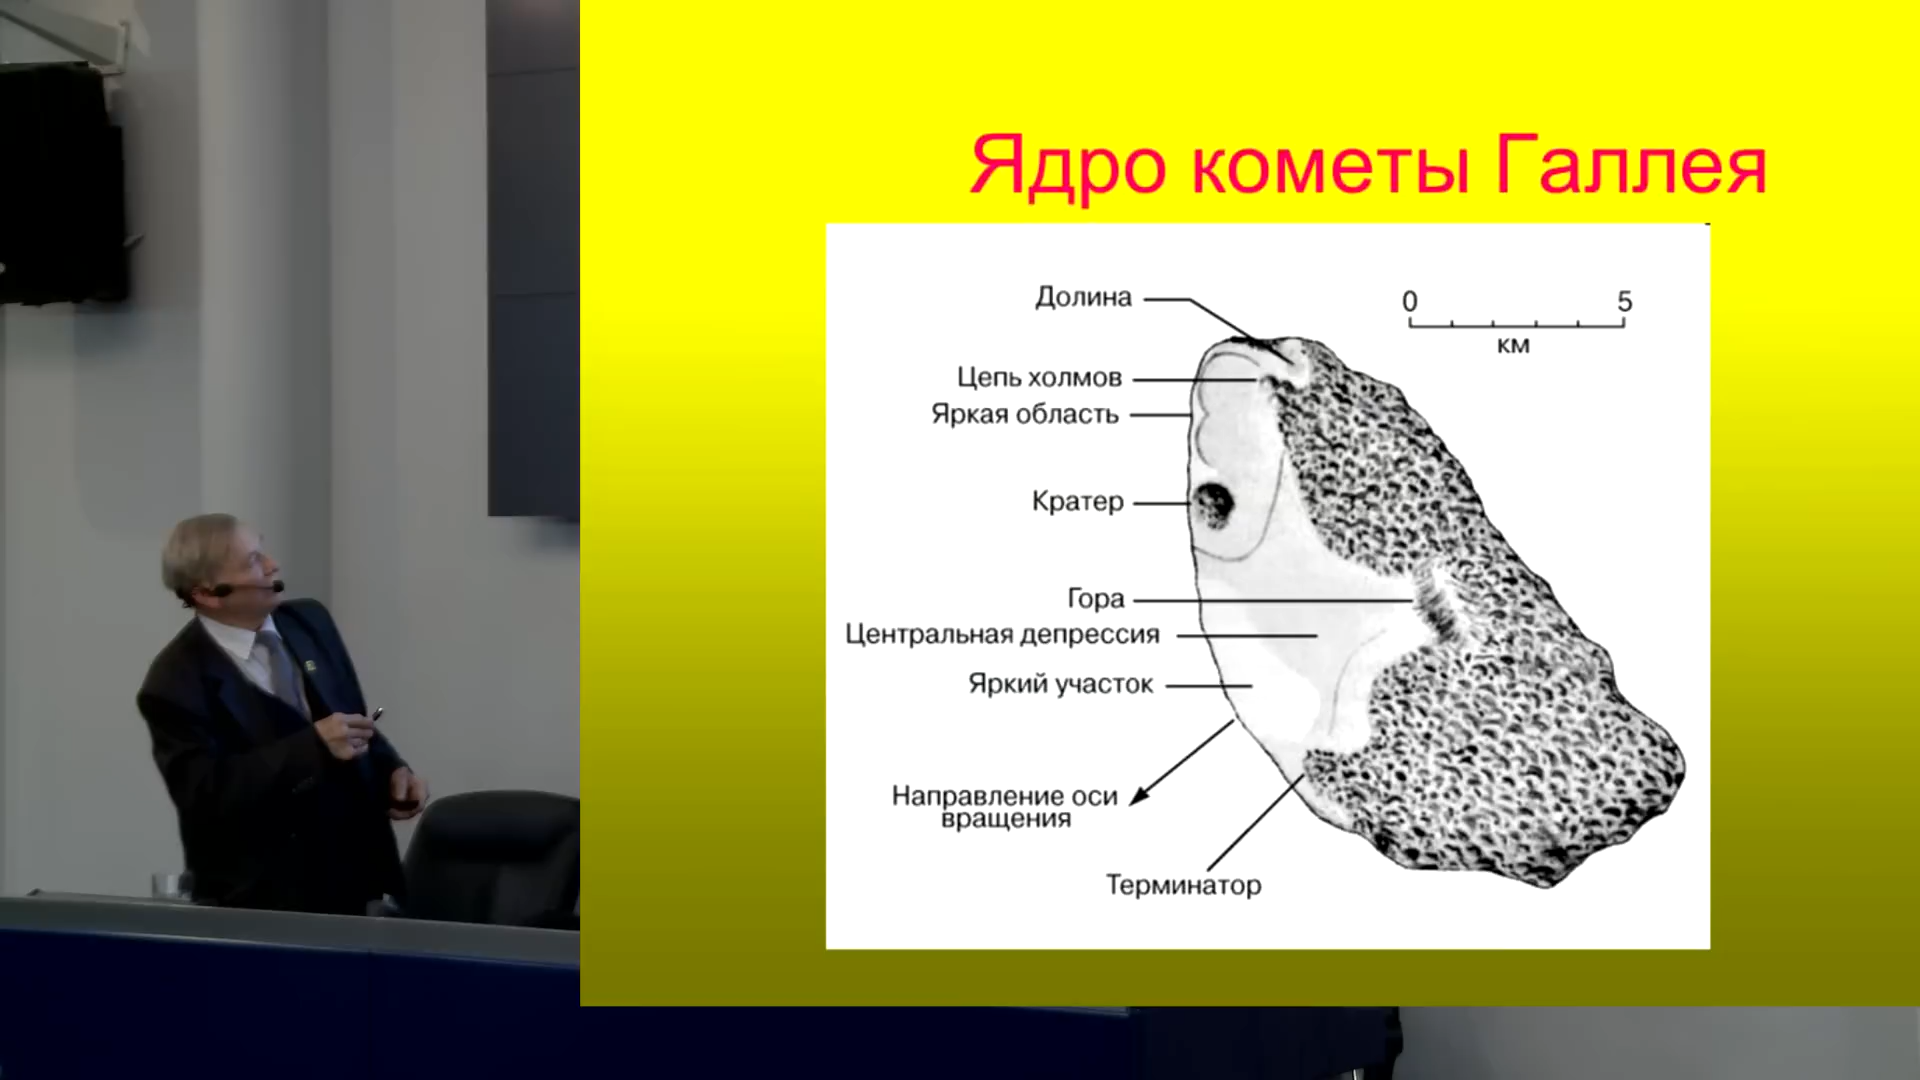 Ядро кометы Галлея
0 5
км
Долина
Цепь холмов
Яркая область
Кратер
Гора
Центральная депрессия
Яркий участок
Направление оси
вращения
Терминатор